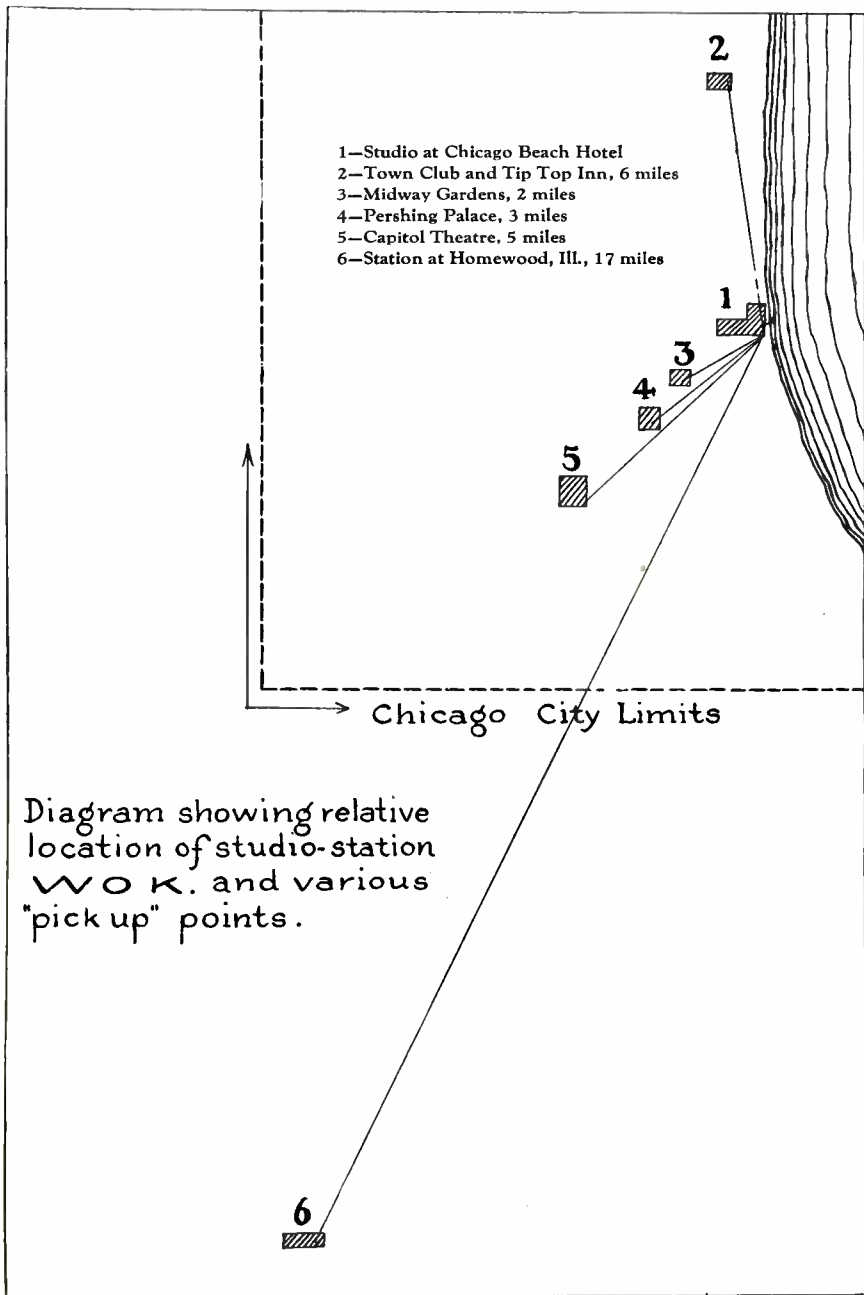 2
1—Studio at Chicago Beach Hotel
2—Town Club and Tip Top Inn, 6 miles
3—Midway Gardens, 2 miles
4—Pershing Palace, 3 miles
5—Capitol Theatre, 5 miles
6—Station at Homewood, Ill., 17 miles
1
3
4
5
Chicago City Limits
Diagram showing relative
location of studio-station
WOK. and various
"pick up" points.
6